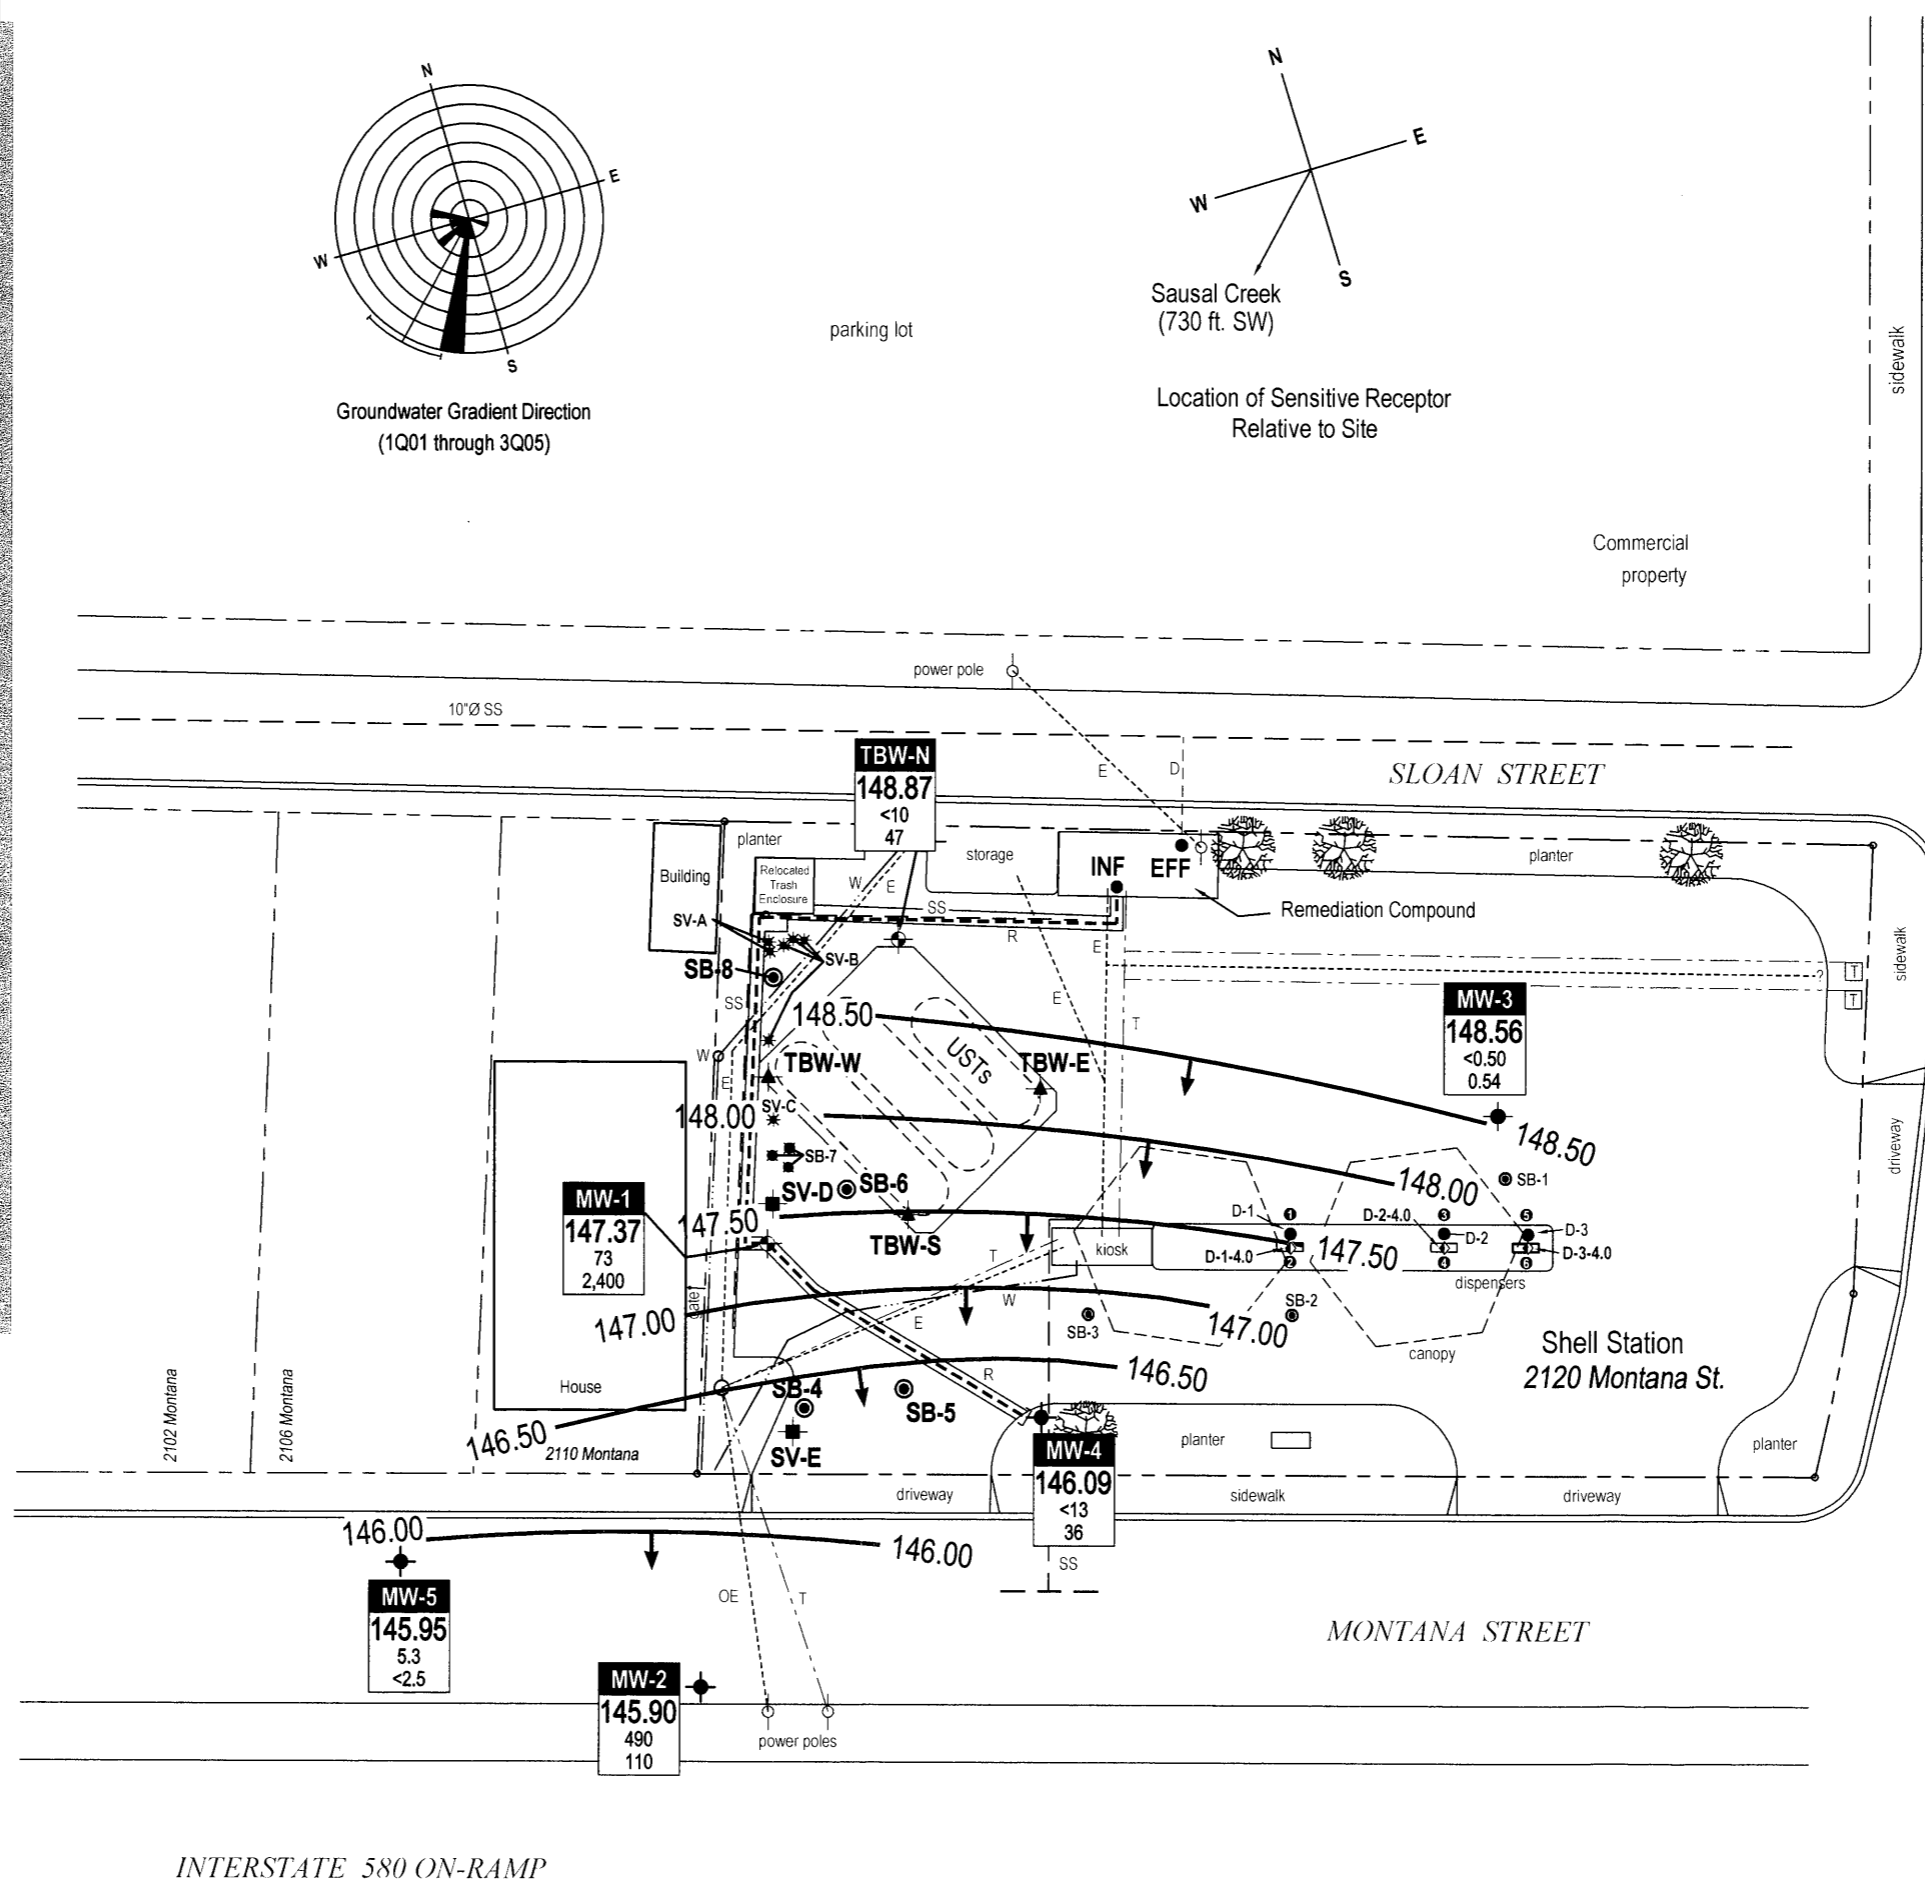 N
E
W
S
Groundwater Gradient Direction
(1Q01 through 3Q05)
N
E
W
S
Sausal Creek
(730 ft. SW)
Location of Sensitive Receptor
Relative to Site
parking lot
sidewalk
Commercial
property
power pole
10"Ø SS
E
D
SLOAN STREET
TBW-N
148.87
<10
47
planter
Building
Relocated
Trash
Enclosure
W
E
storage
INF
EFF
planter
Remediation Compound
SS
R
E
SV-A
SV-B
SB-8
SS
?
T
T
sidewalk
E
T
148.50
USTs
MW-3
148.56
<0.50
0.54
W
TBW-W
TBW-E
E
148.00
SV-C
148.50
driveway
SB-7
SB-1
148.00
MW-1
147.37
73
2,400
SV-D
SB-6
147.50
TBW-S
T
kiosk
D-1
1
D-1-4.0
2
147.50
D-2-4.0
3
D-2
4
5
D-3
D-3-4.0
6
dispensers
gate
W
E
SB-3
SB-2
147.00
147.00
canopy
Shell Station
2120 Montana St.
2102 Montana
2106 Montana
House
R
146.50
SB-4
SB-5
146.50
2110 Montana
SV-E
MW-4
146.09
<13
36
planter
planter
driveway
sidewalk
driveway
146.00
146.00
SS
MW-5
145.95
5.3
<2.5
OE
T
MONTANA STREET
MW-2
145.90
490
110
power poles
INTERSTATE 580 ON-RAMP